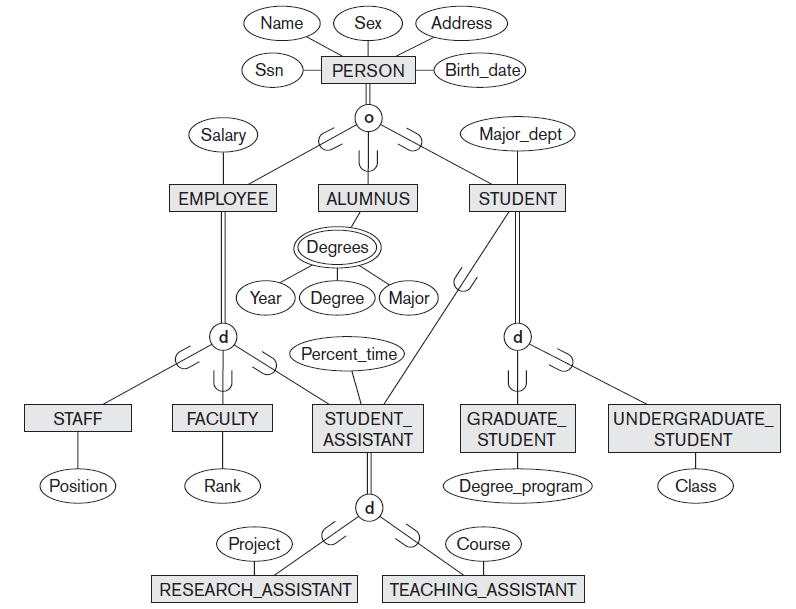 Name
Sex
Address
Ssn
PERSON
Birth_date
o
Salary
Major_dept
EMPLOYEE
ALUMNUS
STUDENT
Degrees
Year
Degree
Major
d
d
Percent_time
STAFF
FACULTY
STUDENT_
ASSISTANT
GRADUATE_
STUDENT
UNDERGRADUATE_
STUDENT
Position
Rank
Degree_program
Class
d
Project
Course
RESEARCH_ASSISTANT
TEACHING_ASSISTANT